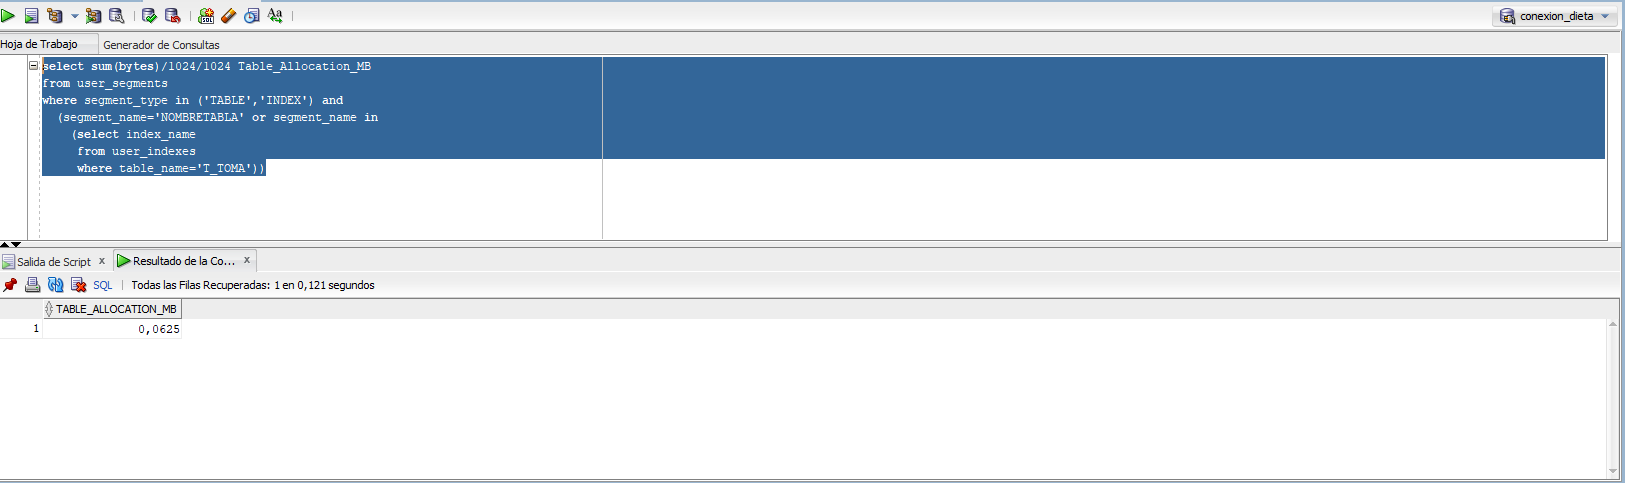 conexion_dieta
Hoja de Trabajo Generador de Consultas
select sum(bytes)/1024/1024 Table_Allocation_MB
from user_segments
where segment_type in ('TABLE','INDEX') and
(segment_name='NOMBRETABLA' or segment_name in
(select index_name
from user_indexes
where table_name='T_TOMA'))
Salida de Script x Resultado de la Co... x
SQL | Todas las Filas Recuperadas: 1 en 0,121 segundos
TABLE_ALLOCATION_MB
1 0,0625